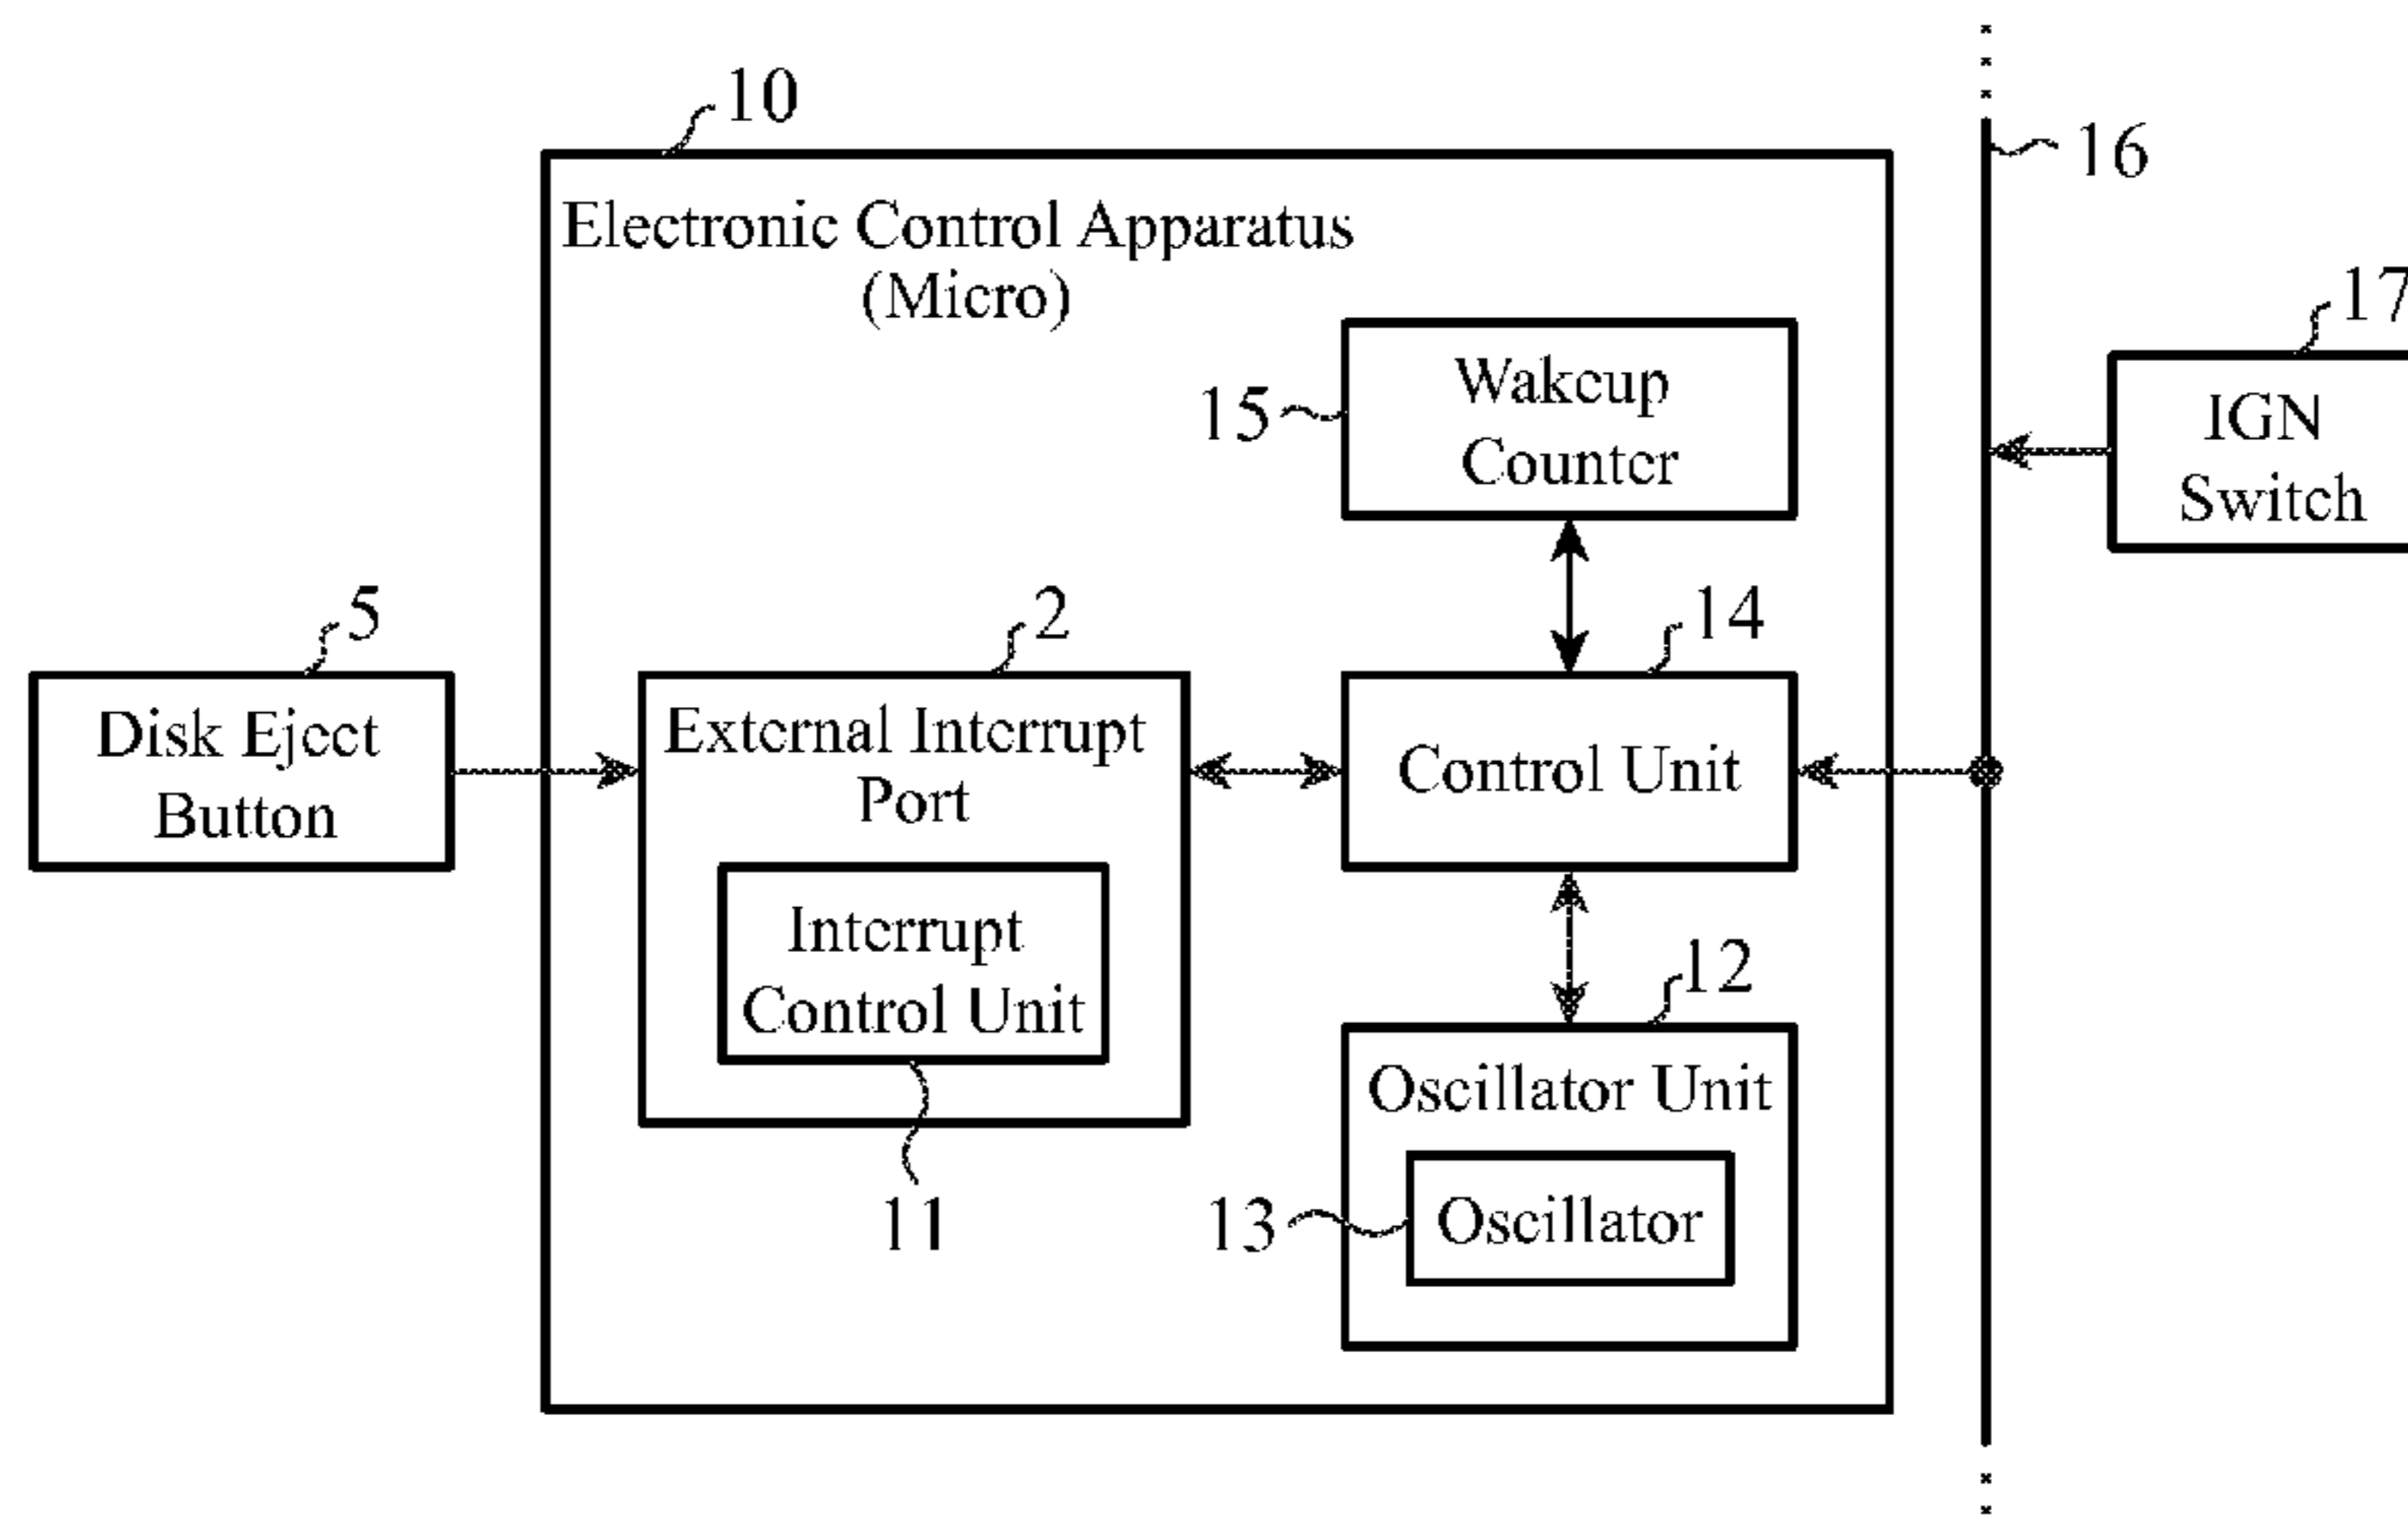 10
16
Electronic Control Apparatus
(Micro)
17
15
Wakeup
Counter
IGN
Switch
5
2
14
Disk Eject
Button
External Interrupt
Port
Control Unit
Interrupt
Control Unit
12
Oscillator Unit
11
13
Oscillator